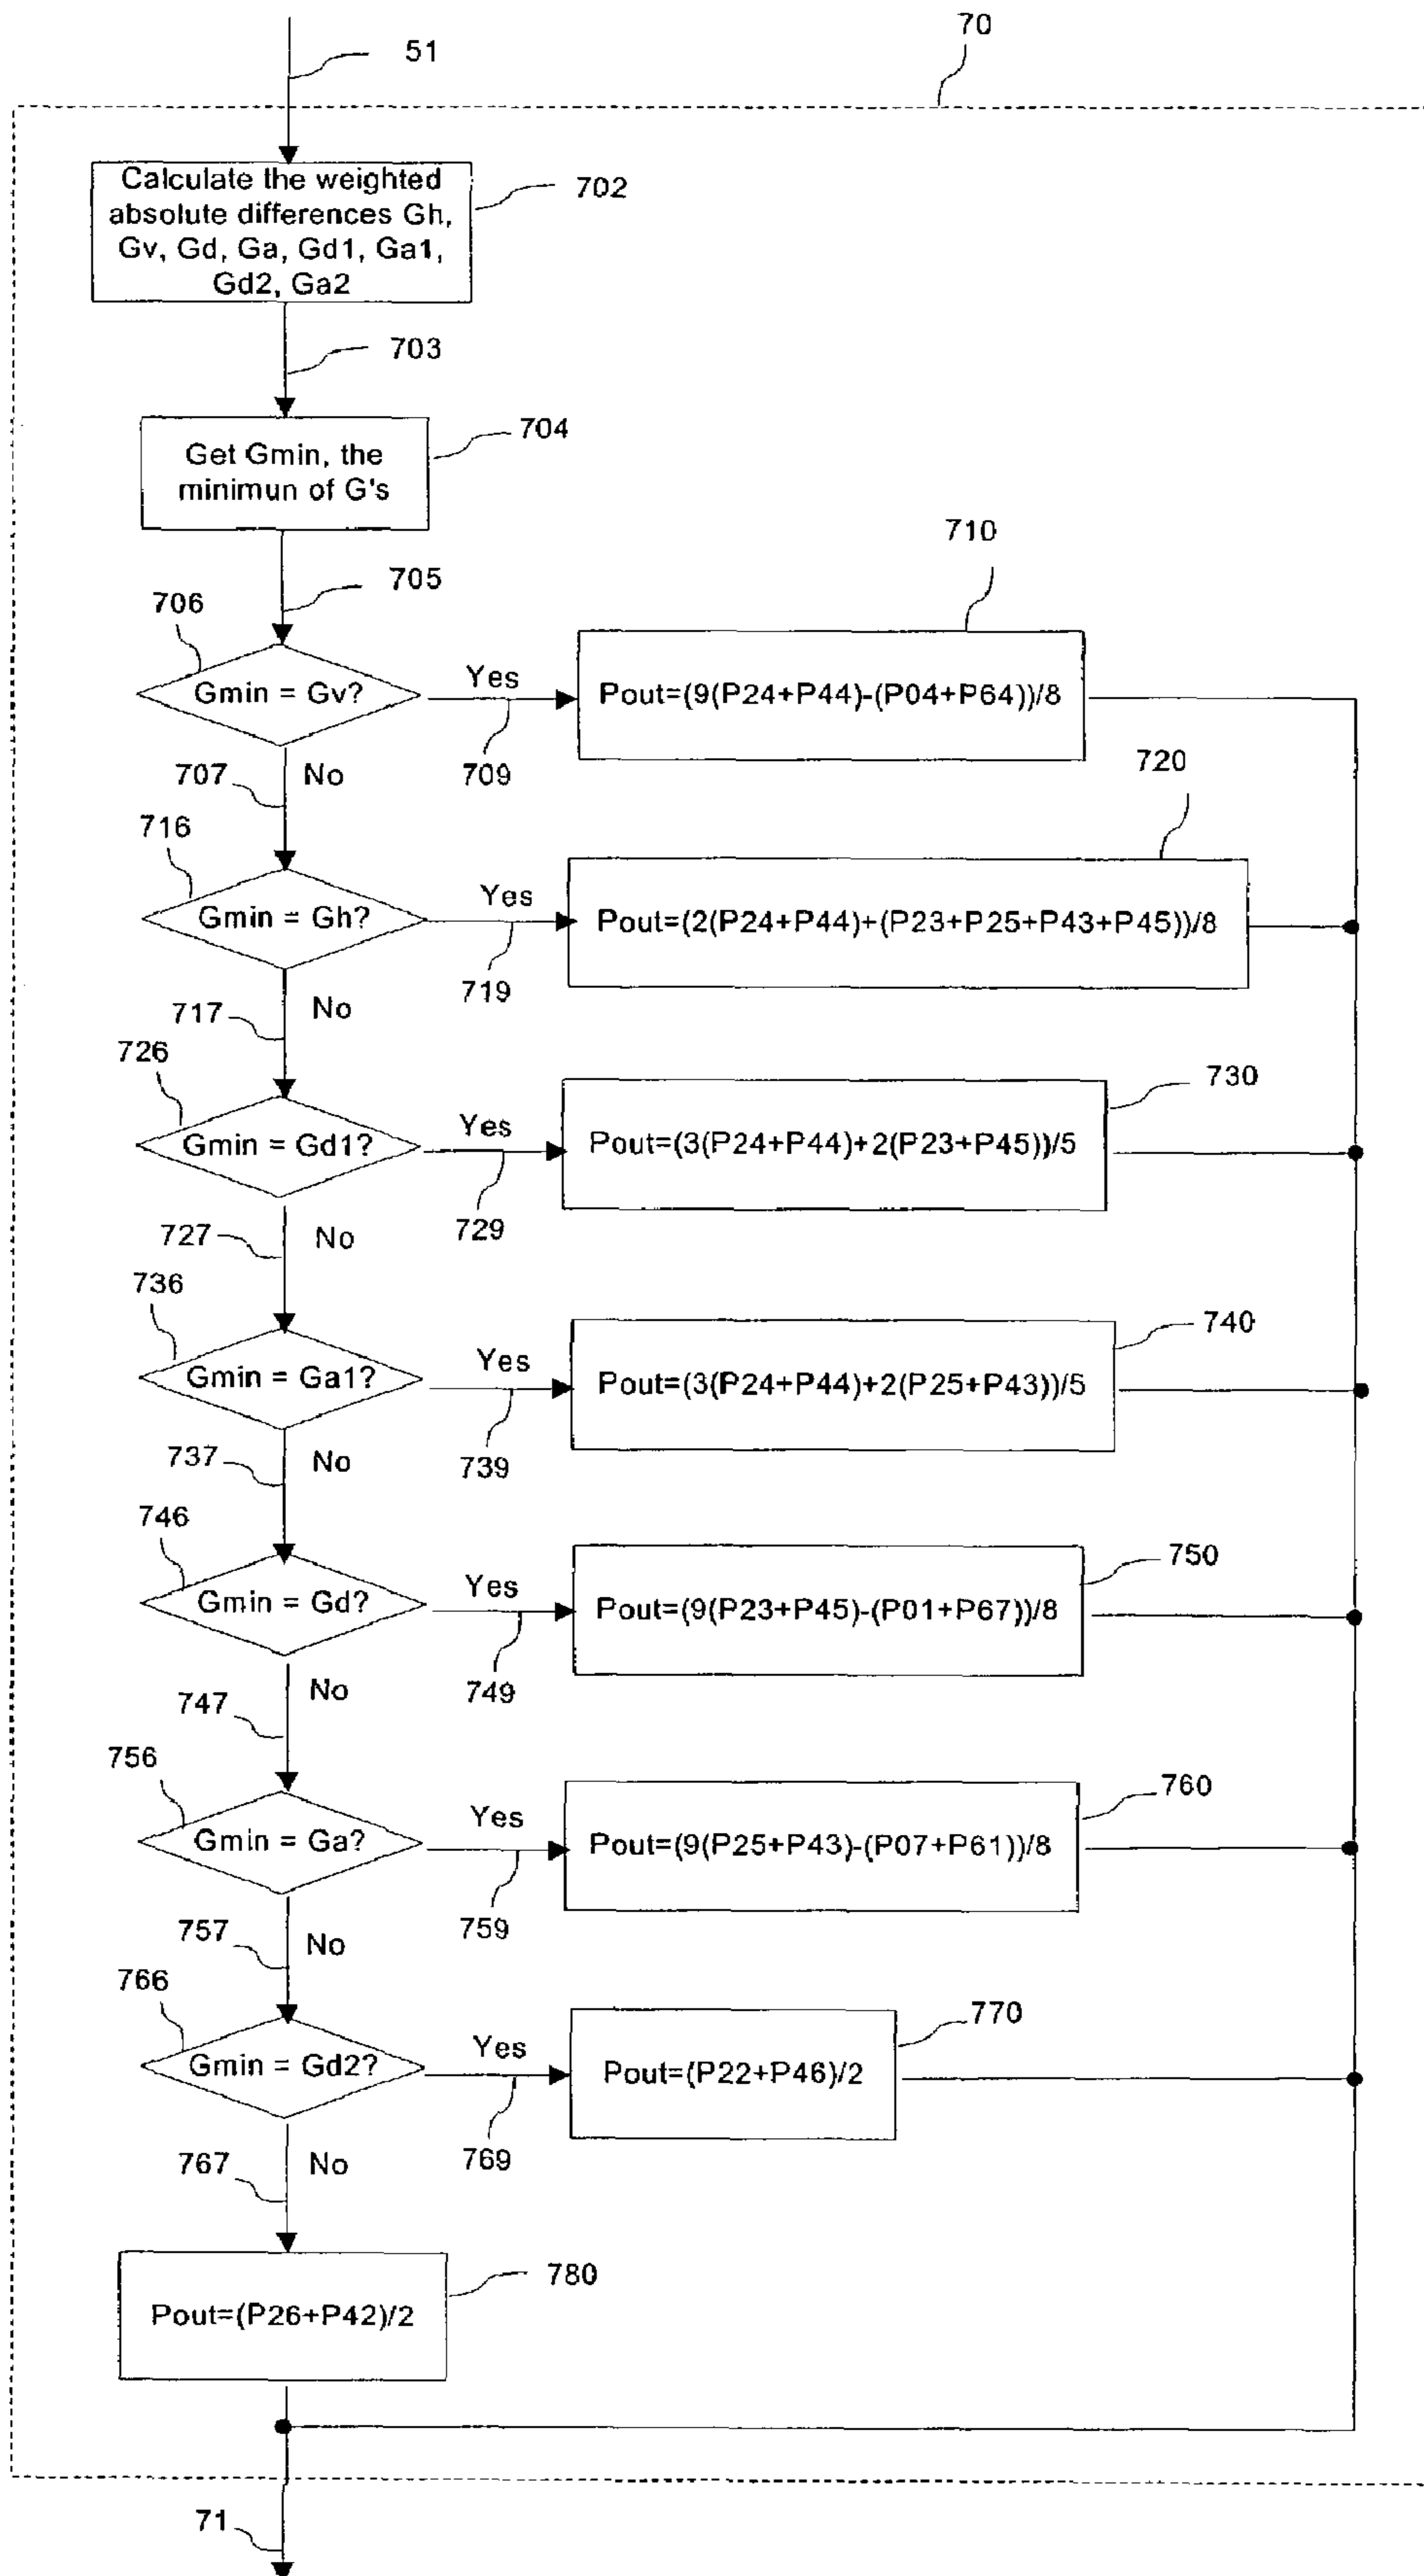 70
51
Calculate the weighted
absolute differences Gh,
Gv, Gd, Ga, Gd1, Ga1,
Gd2, Ga2
702
703
Get Gmin, the
minimun of G's
704
705
706
Gmin = Gv?
Yes
709
710
Pout=(9(P24+P44)-(P04+P64))/8
707
No
716
Gmin = Gh?
Yes
719
720
Pout=(2(P24+P44)+(P23+P25+P43+P45))/8
717
No
726
Gmin = Gd1?
Yes
729
730
Pout=(3(P24+P44)+2(P23+P45))/5
727
No
736
Gmin = Ga1?
Yes
739
740
Pout=(3(P24+P44)+2(P25+P43))/5
737
No
746
Gmin = Gd?
Yes
749
750
Pout=(9(P23+P45)-(P01+P67))/8
747
No
756
Gmin = Ga?
Yes
759
760
Pout=(9(P25+P43)-(P07+P61))/8
757
No
766
Gmin = Gd2?
Yes
769
770
Pout=(P22+P46)/2
767
No
780
Pout=(P26+P42)/2
71